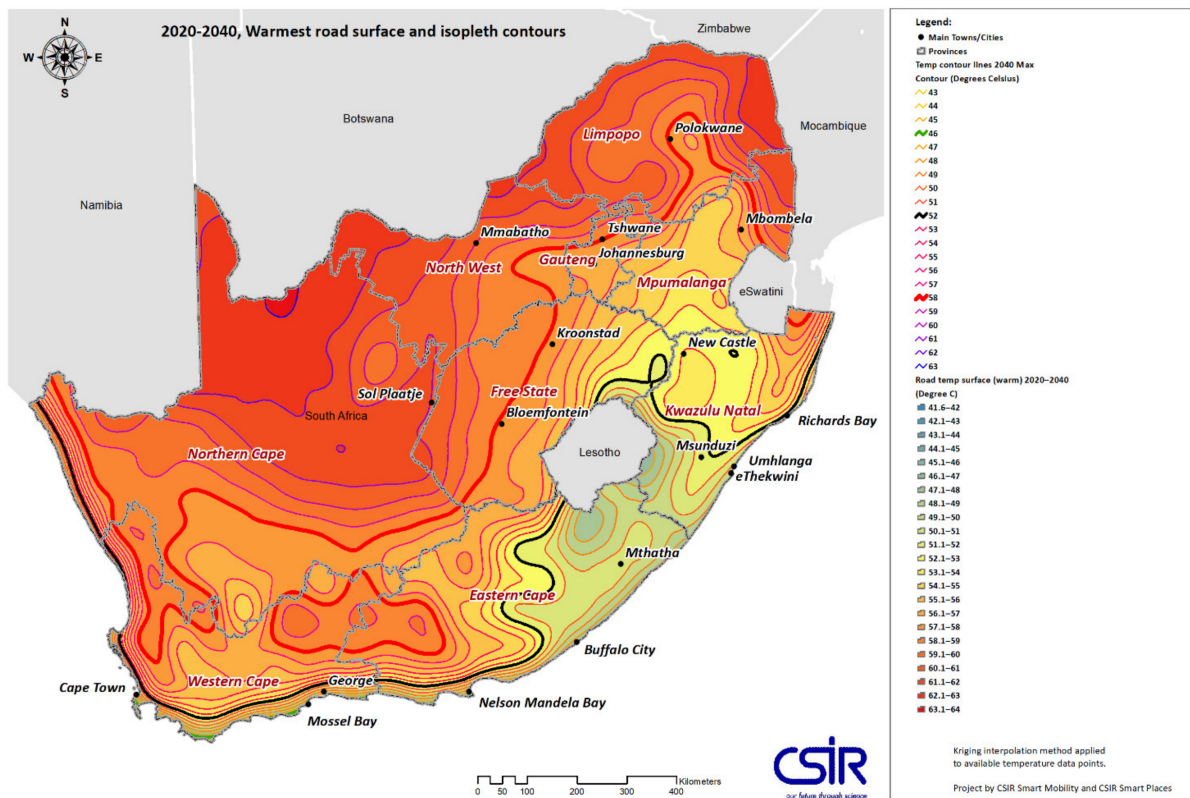 2020-2040, Warmest road surface and isopleth contours
N
W
E
S
Zimbabwe
Botswana
Mocambique
Namibia
Limpopo
Polokwane
Mmabatho
Tshwane
Mbombela
North West
Gauteng
Johannesburg
Mpumalanga
eSwatini
Kroonstad
New Castle
Sol Plaatje
Free State
South Africa
Bloemfontein
Kwazulu Natal
Richards Bay
Northern Cape
Lesotho
Msunduzi
Umhlanga
eThekwini
Mthatha
Eastern Cape
Buffalo City
Western Cape
George
Cape Town
Nelson Mandela Bay
Mossel Bay
Kilometers
0 50 100 200 300 400
CSIR
our future through science
Legend:
Main Towns/Cities
Provinces
Temp contour lines 2040 Max
Contour (Degrees Celsius)
43
44
45
46
47
48
49
50
51
52
53
54
55
56
57
58
59
60
61
62
63
Road temp surface (warm) 2020–2040
(Degree C)
41.6–42
42.1–43
43.1–44
44.1–45
45.1–46
46.1–47
47.1–48
48.1–49
49.1–50
50.1–51
51.1–52
52.1–53
53.1–54
54.1–55
55.1–56
56.1–57
57.1–58
58.1–59
59.1–60
60.1–61
61.1–62
62.1–63
63.1–64
Kriging interpolation method applied
to available temperature data points.
Project by CSIR Smart Mobility and CSIR Smart Places